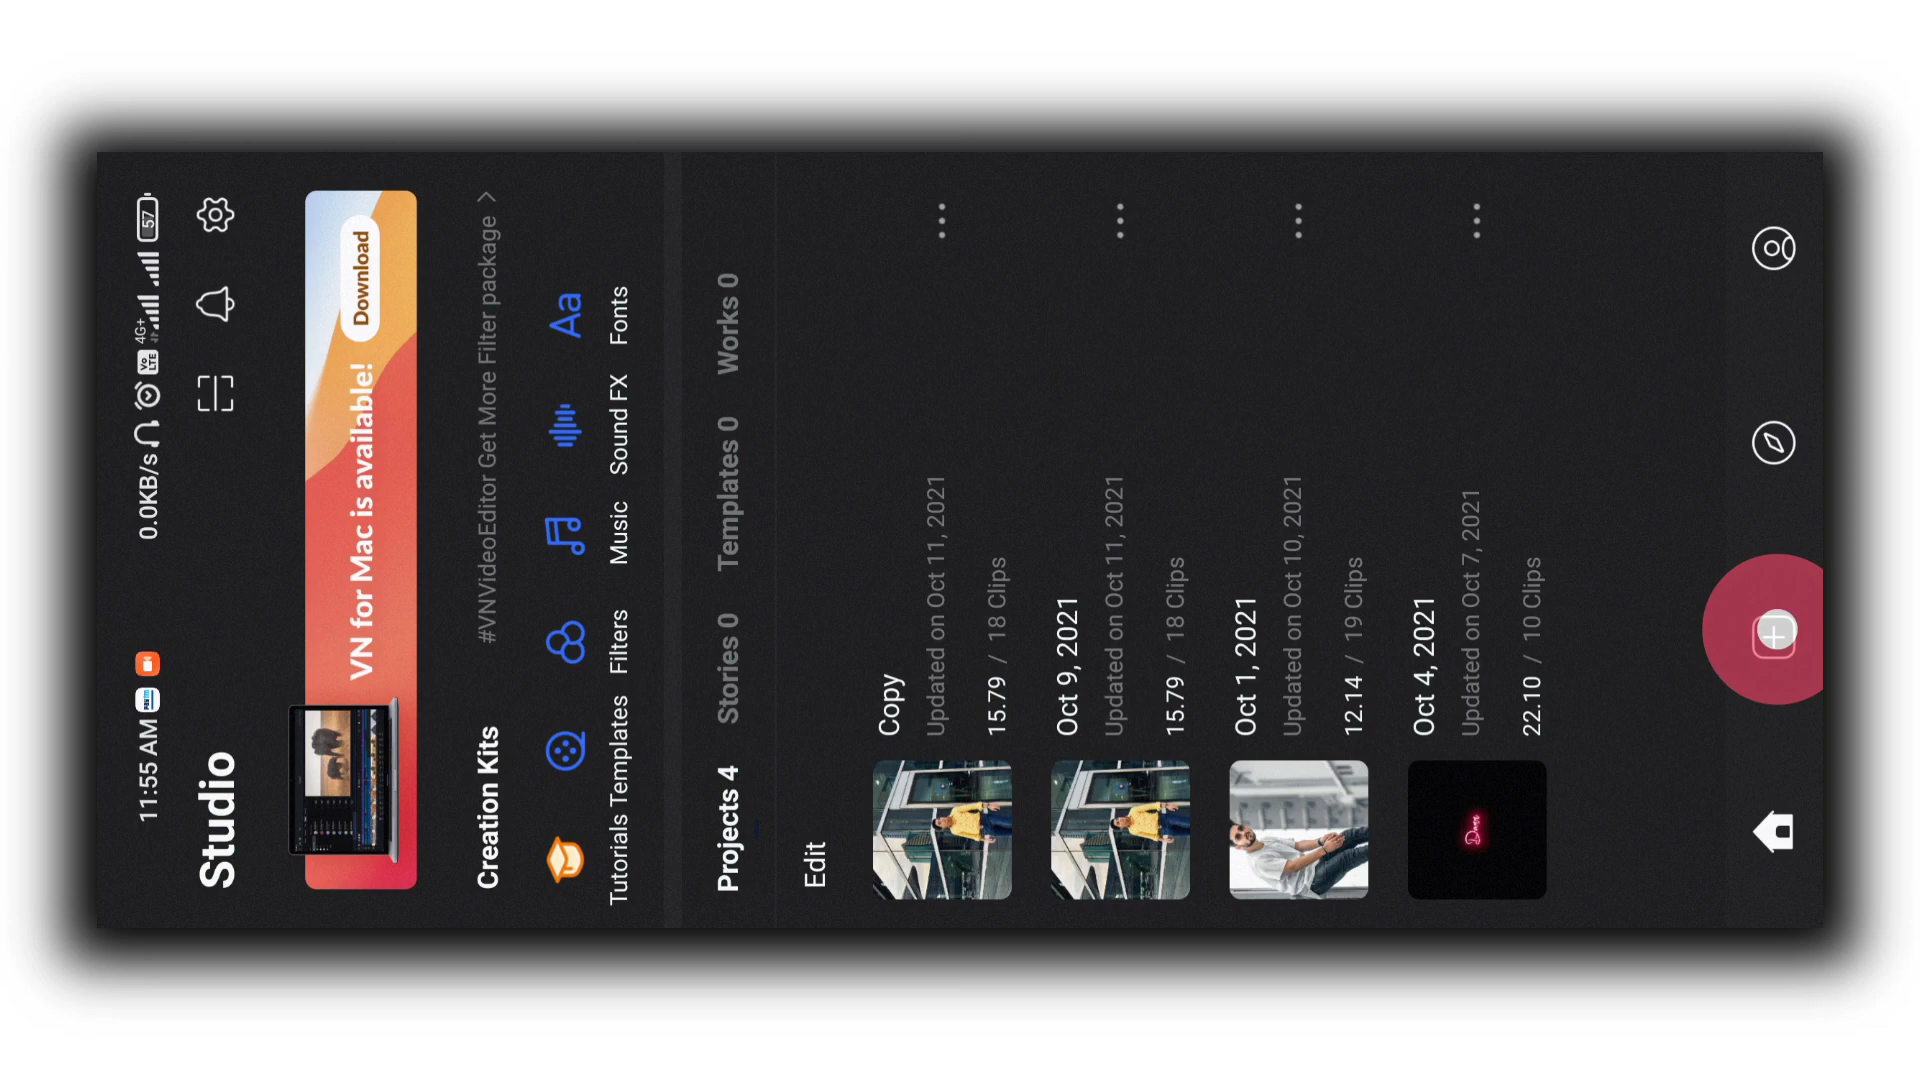 11:55 AM
0.0KB/s
Vo LTE
4G+
57
Studio
VN for Mac is available!
Download
Creation Kits
#VNVideoEditor Get More Filter package >
Tutorials
Templates
Filters
Music
Sound FX
Fonts
Projects 4
Stories 0
Templates 0
Works 0
Edit
Copy
Updated on Oct 11, 2021
15.79 / 18 Clips
Oct 9, 2021
Updated on Oct 11, 2021
15.79 / 18 Clips
Oct 1, 2021
Updated on Oct 10, 2021
12.14 / 19 Clips
Oct 4, 2021
Updated on Oct 7, 2021
22.10 / 10 Clips